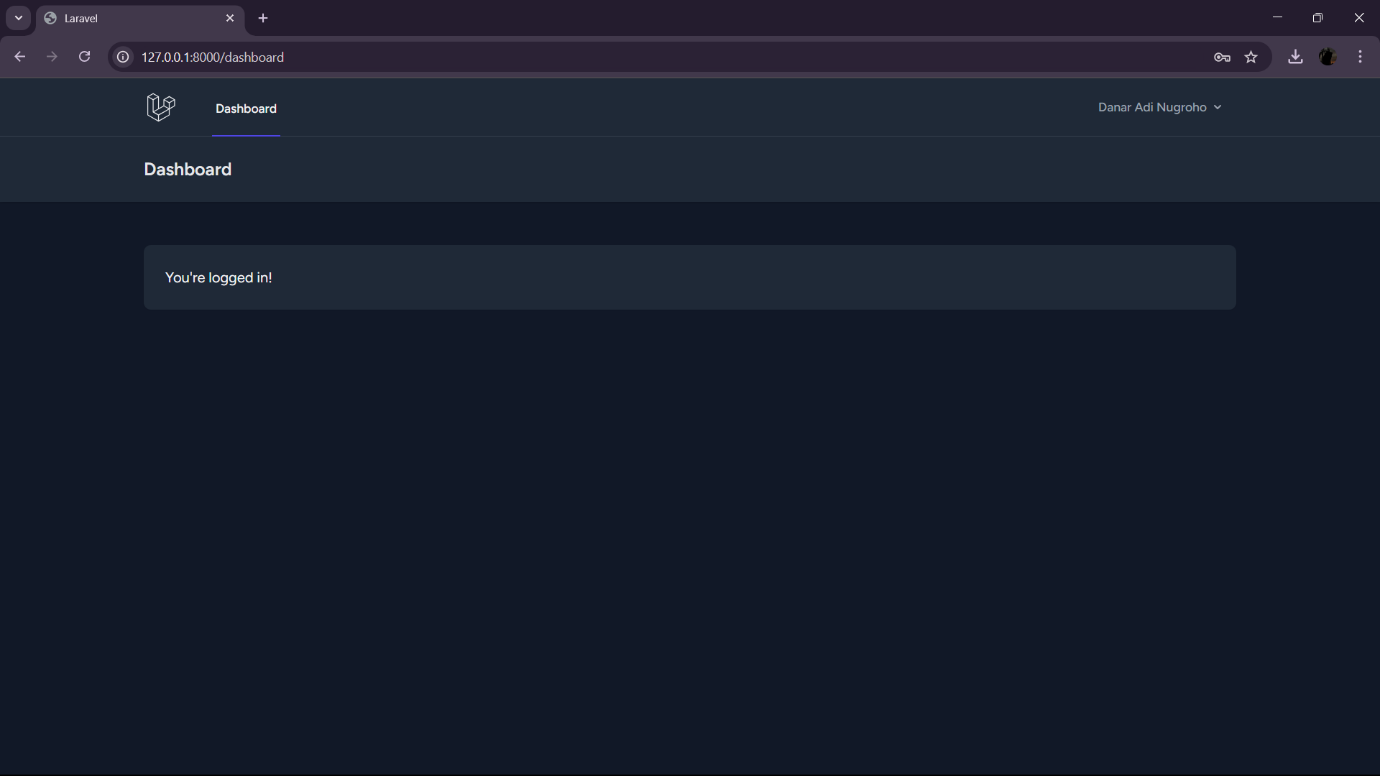 Laravel
127.0.0.1:8000/dashboard
Dashboard
Danar Adi Nugroho
Dashboard
You're logged in!